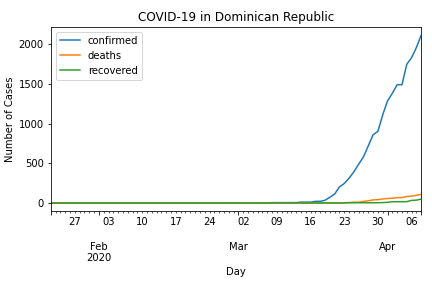 COVID-19 in Dominican Republic
confirmed
deaths
recovered
Number of Cases
2000
1500
1000
500
0
27 03 10 17 24 02 09 16 23 30 06
Feb Mar Apr
2020
Day